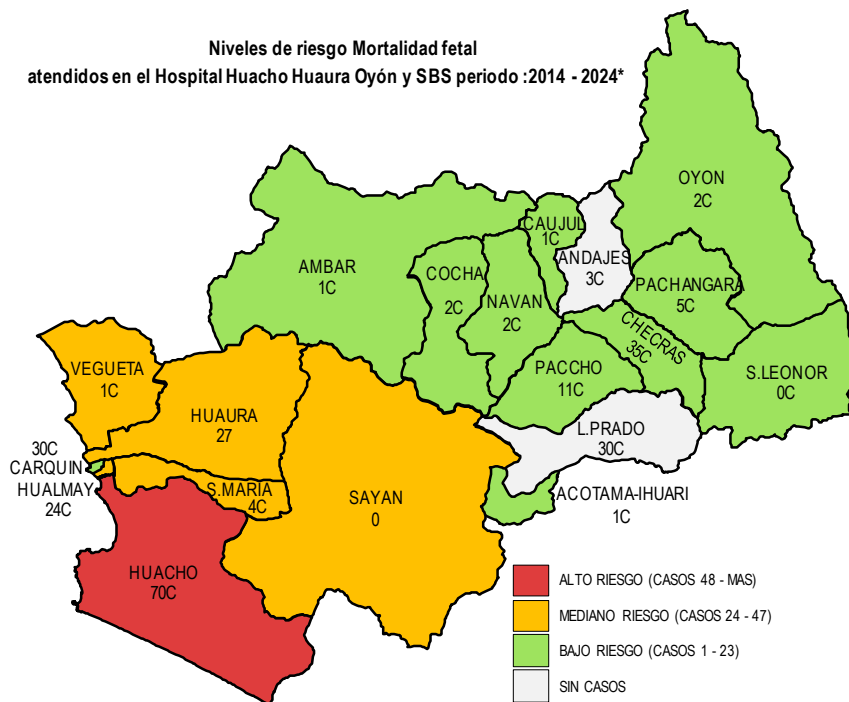 Niveles de riesgo Mortalidad fetal
atendidos en el Hospital Huacho Huaura Oyón y SBS periodo :2014 - 2024*
OYON
2C
CAUJUL
1C
ANDAJES
3C
AMBAR
1C
COCHA
2C
NAVAN
2C
PACHANGARA
5C
CHECRAS
35C
VEGUETA
1C
PACCHO
11C
S.LEONOR
0C
HUAURA
27
L.PRADO
30C
30C
CARQUIN
HUALMAY
24C
S.MARIA
4C
SAYAN
0
ACOTAMA-IHUARI
1C
HUACHO
70C
ALTO RIESGO (CASOS 48 - MAS)
MEDIANO RIESGO (CASOS 24 - 47)
BAJO RIESGO (CASOS 1 - 23)
SIN CASOS